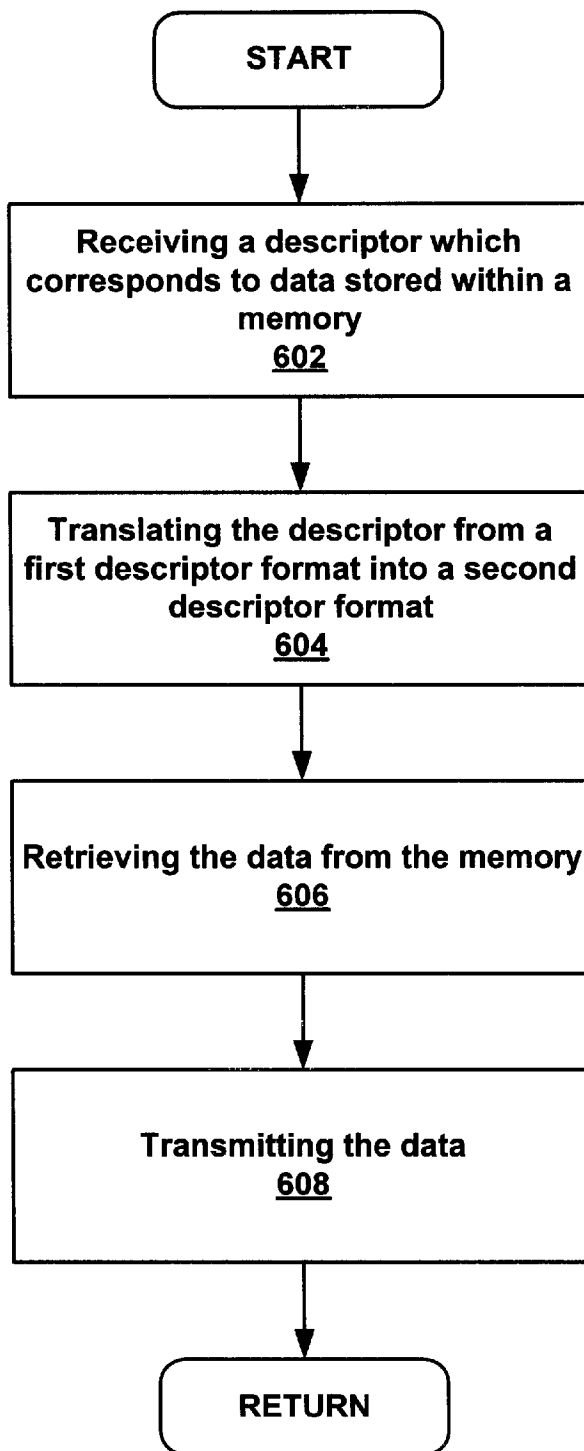 START
Receiving a descriptor which
corresponds to data stored within a
memory
602
Translating the descriptor from a
first descriptor format into a second
descriptor format
604
Retrieving the data from the memory
606
Transmitting the data
608
RETURN